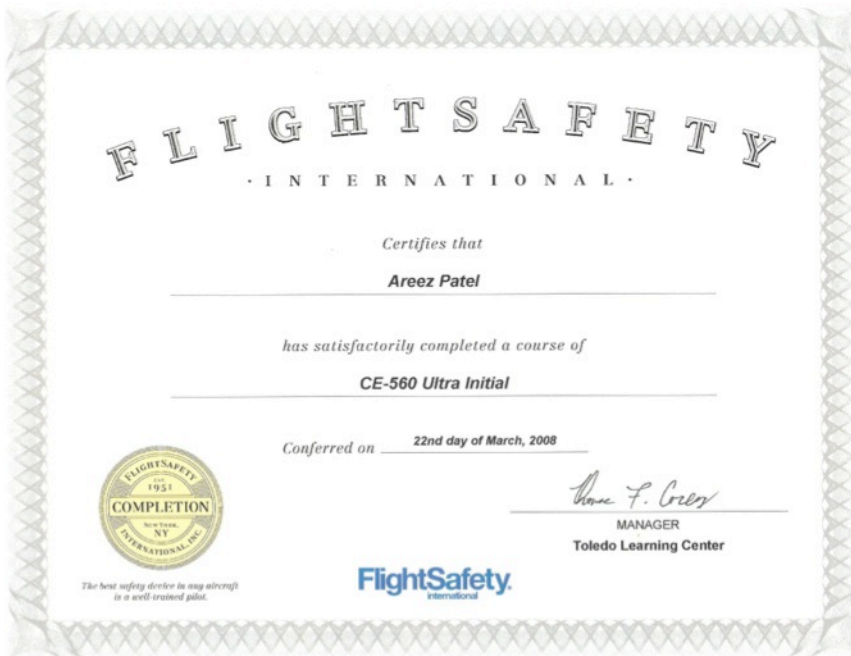 FLIGHTSAFETY
· INTERNATIONAL ·
Certifies that
Areez Patel
has satisfactorily completed a course of
CE-560 Ultra Initial
Conferred on 22nd day of March, 2008
FLIGHTSAFETY
EST.
1951
COMPLETION
NEW YORK,
NY
INTERNATIONAL, INC.
The best safety device in any aircraft
is a well-trained pilot.
FlightSafety
international
MANAGER
Toledo Learning Center